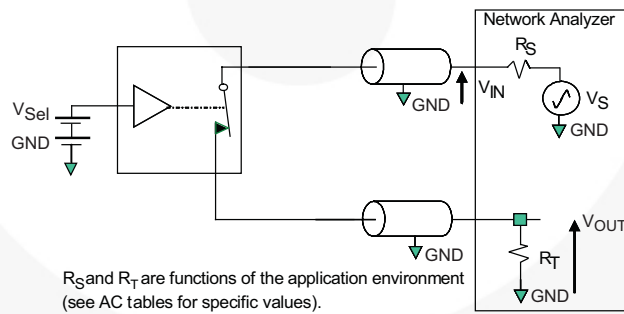 Network Analyzer
RS
VIN
VS
GND
GND
VSel
GND
GND
VOUT
RT
GND
RS and RT are functions of the application environment
(see AC tables for specific values).